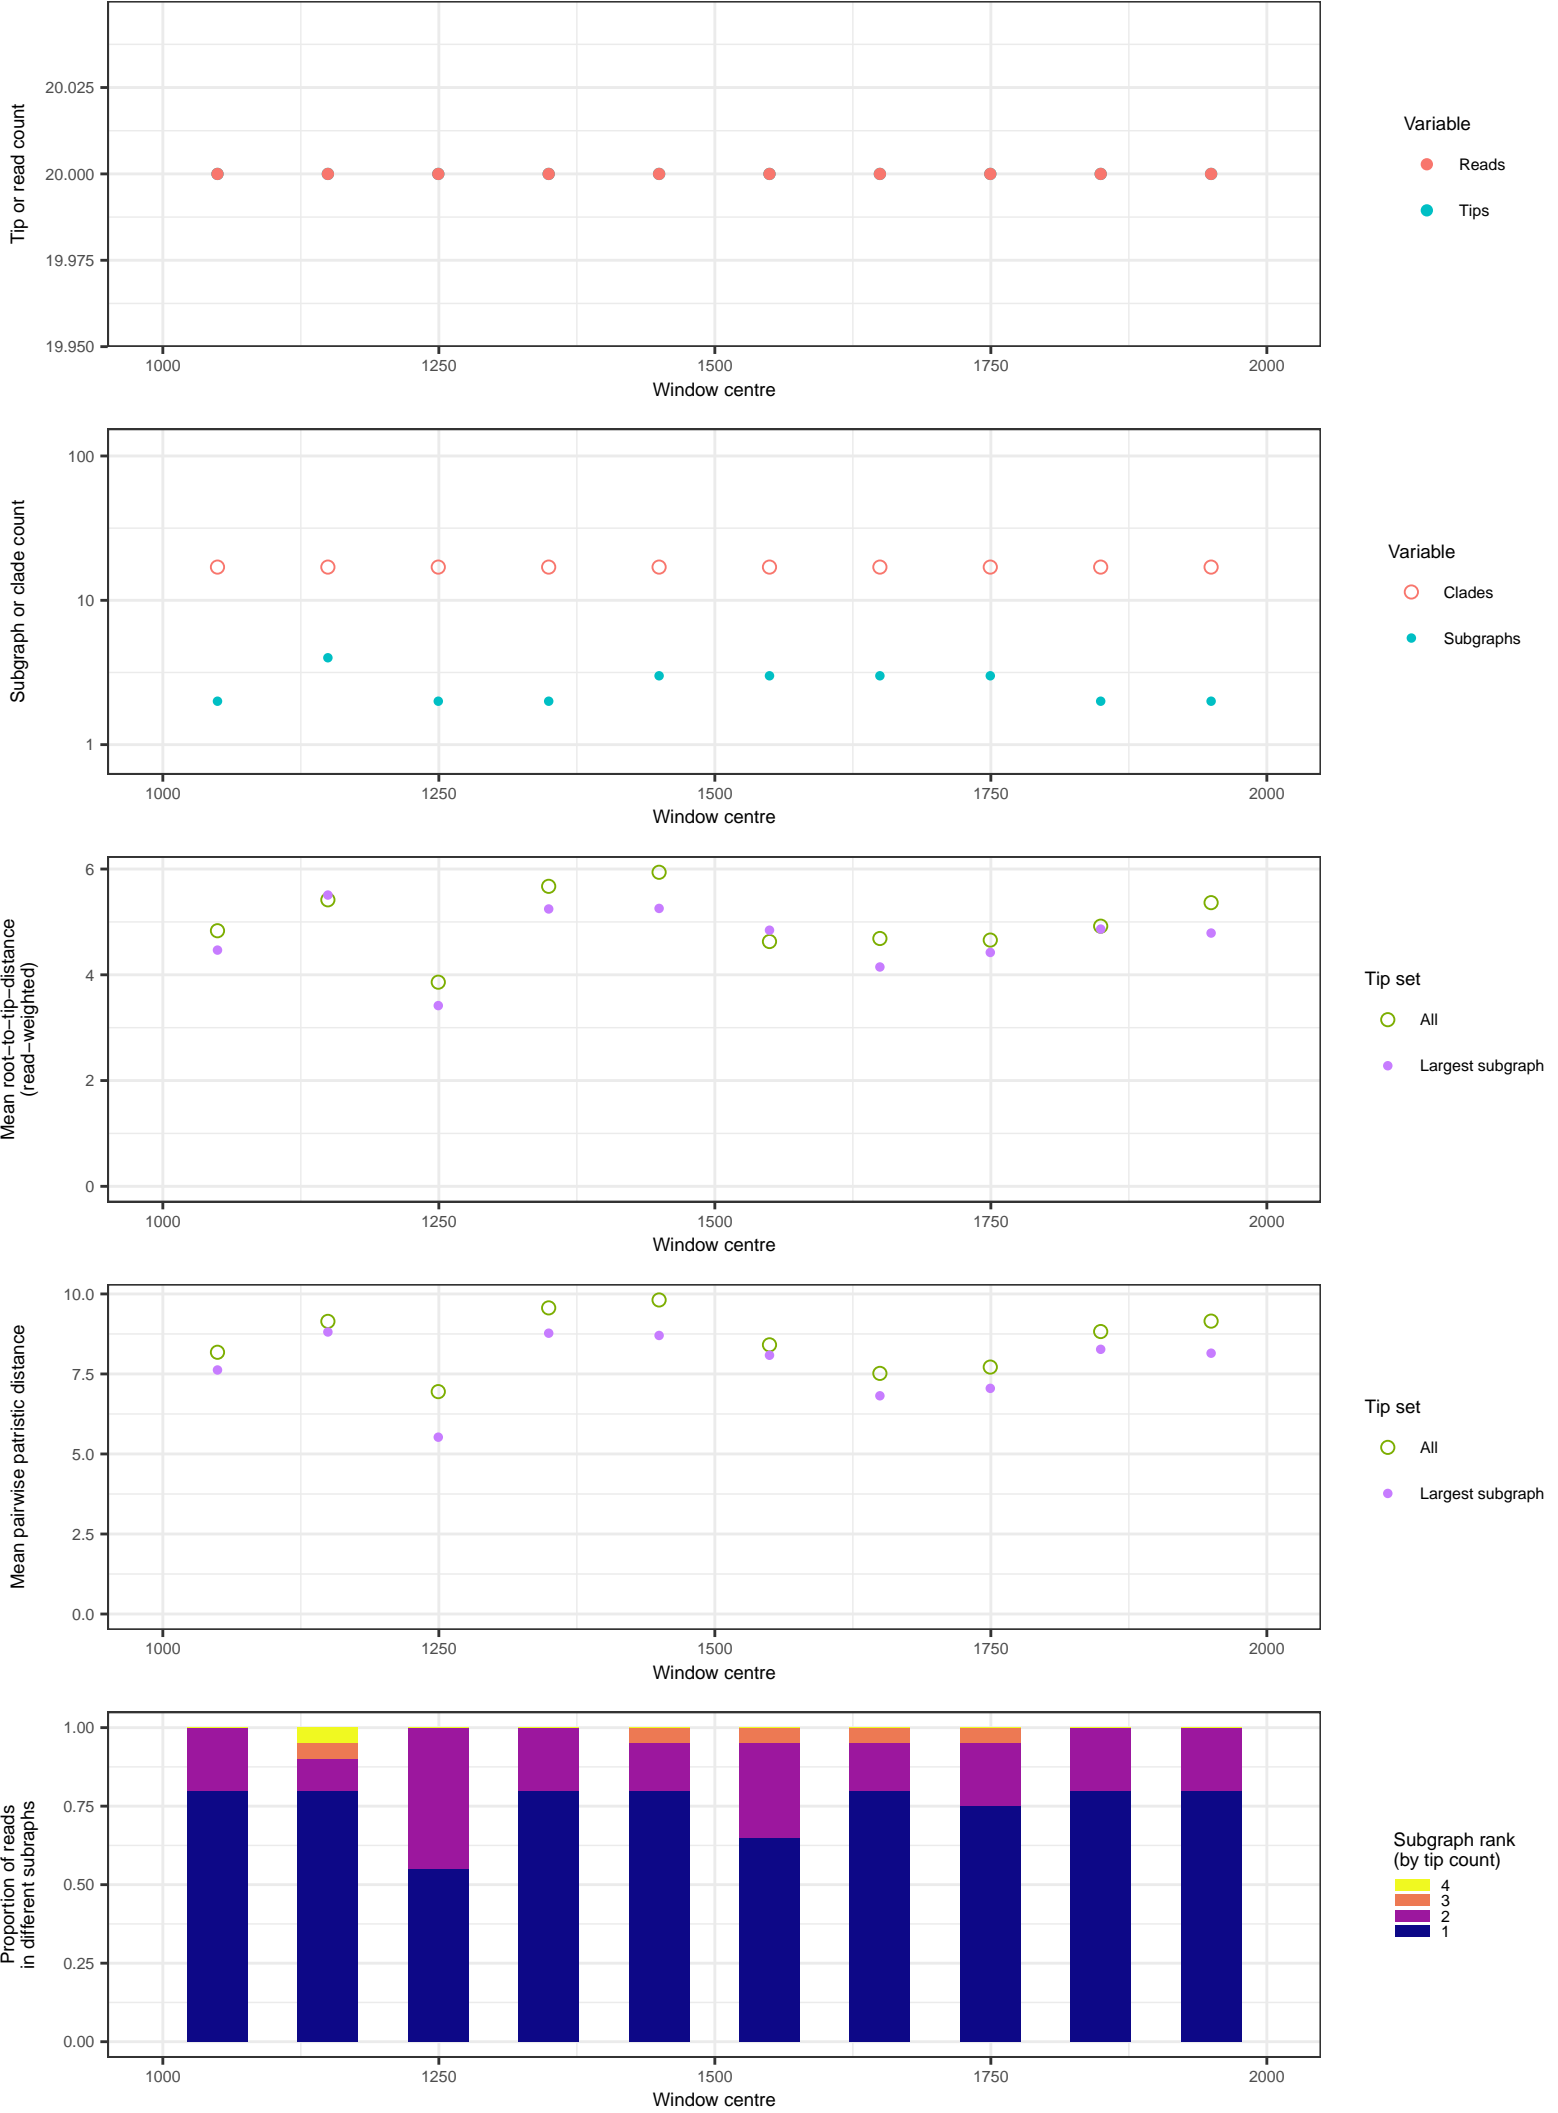 20.025
20.000
19.975
19.950
Tip or read count
1000 1250 1500 1750 2000
Window centre
Variable
Reads
Tips
100
10
1
Subgraph or clade count
1000 1250 1500 1750 2000
Window centre
Variable
Clades
Subgraphs
6
4
2
0
Mean root−to−tip−distance
(read−weighted)
1000 1250 1500 1750 2000
Window centre
Tip set
All
Largest subgraph
10.0
7.5
5.0
2.5
0.0
Mean pairwise patristic distance
1000 1250 1500 1750 2000
Window centre
Tip set
All
Largest subgraph
1.00
0.75
0.50
0.25
0.00
Proportion of reads
in different subraphs
1000 1250 1500 1750 2000
Window centre
Subgraph rank
(by tip count)
4
3
2
1